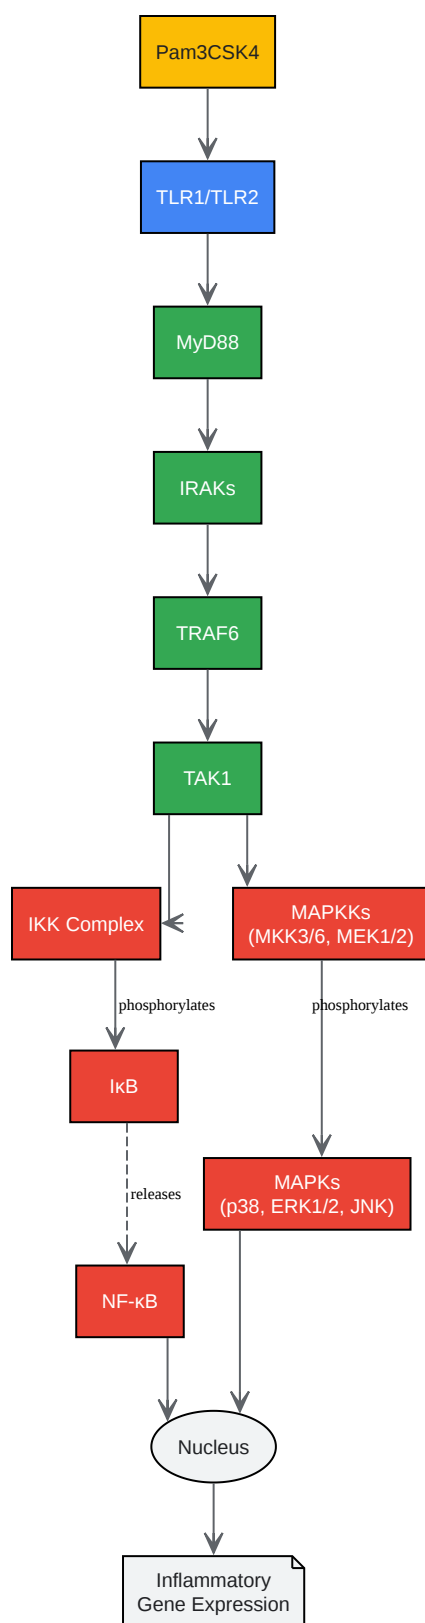 Pam3CSK4
TLR1/TLR2
MyD88
IRAKs
TRAF6
TAK1
IKK Complex
MAPKKs
(MKK3/6, MEK1/2)
phosphorylates
phosphorylates
IκB
releases
MAPKs
(p38, ERK1/2, JNK)
NF-κB
Nucleus
Inflammatory
Gene Expression